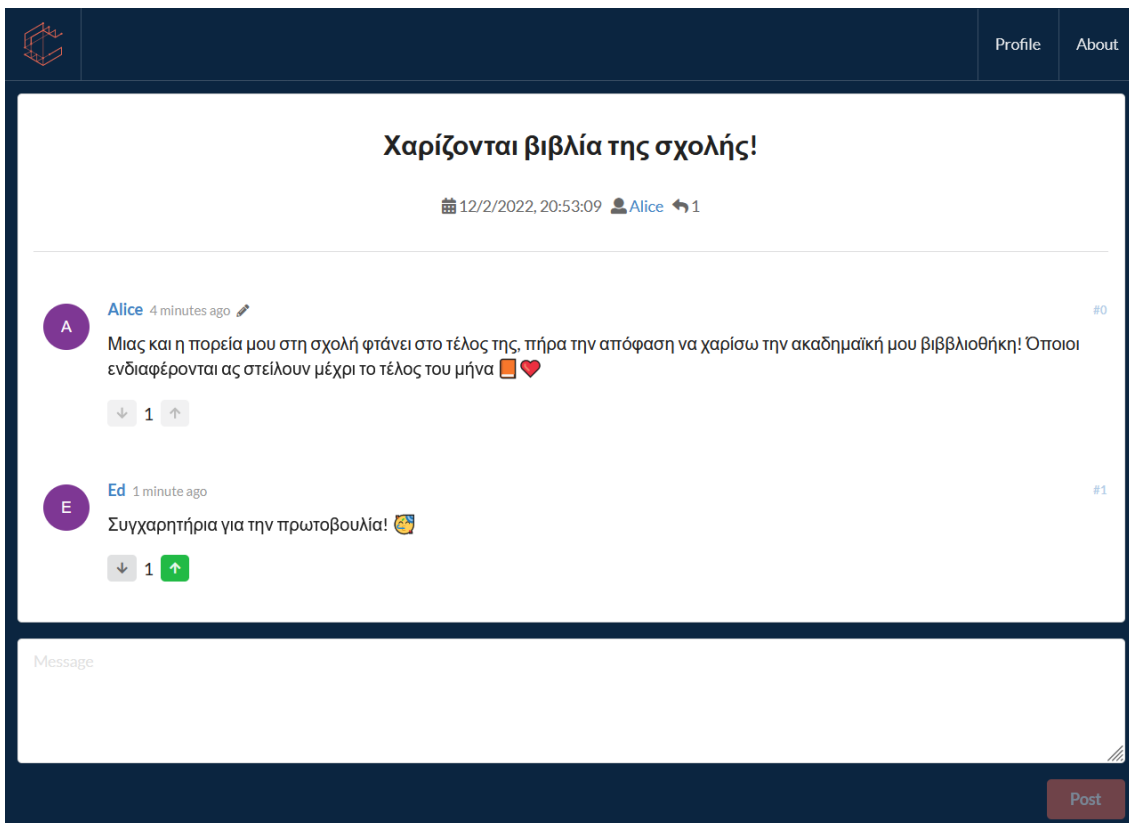 Profile
About
Χαρίζονται βιβλία της σχολής!
12/2/2022, 20:53:09 Alice 1
Alice 4 minutes ago #0
A
Μιας και η πορεία μου στη σχολή φτάνει στο τέλος της, πήρα την απόφαση να χαρίσω την ακαδημαϊκή μου βιββλιοθήκη! Όποιοι
ενδιαφέρονται ας στείλουν μέχρι το τέλος του μήνα 📙❤️
1
Ed 1 minute ago #1
E
Συγχαρητήρια για την πρωτοβουλία! 🥳
1
Message
Post